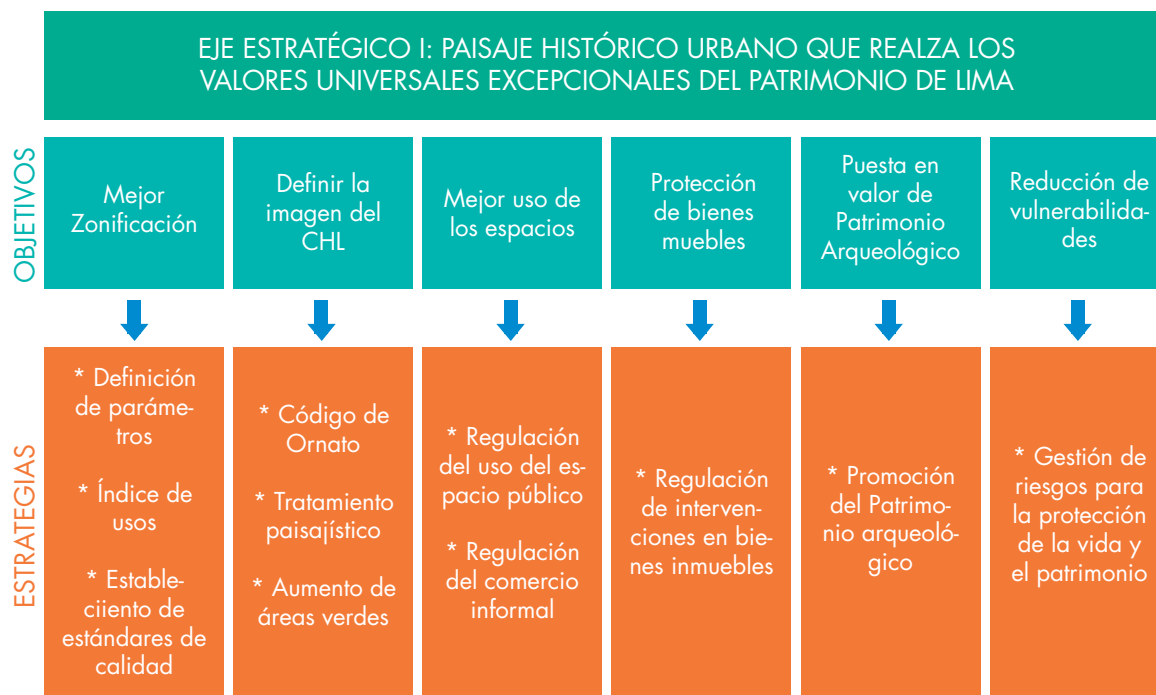 EJE ESTRATÉGICO I: PAISAJE HISTÓRICO URBANO QUE REALZA LOS
VALORES UNIVERSALES EXCEPCIONALES DEL PATRIMONIO DE LIMA
OBJETIVOS
Mejor
Zonificación
Definir la
imagen del
CHL
Mejor uso de
los espacios
Protección
de bienes
muebles
Puesta en
valor de
Patrimonio
Arqueológico
Reducción de
vulnerabilida-
des
ESTRATEGIAS
* Definición
de paráme-
tros
* Índice de
usos
* Estable-
ciiento de
estándares de
calidad
* Código de
Ornato
* Tratamiento
paisajístico
* Aumento de
áreas verdes
* Regulación
del uso del es-
pacio público
* Regulación
del comercio
informal
* Regulación
de interven-
ciones en bie-
nes inmuebles
* Promoción
del Patrimo-
nio arqueoló-
gico
* Gestión de
riesgos para
la protección
de la vida y
el patrimonio